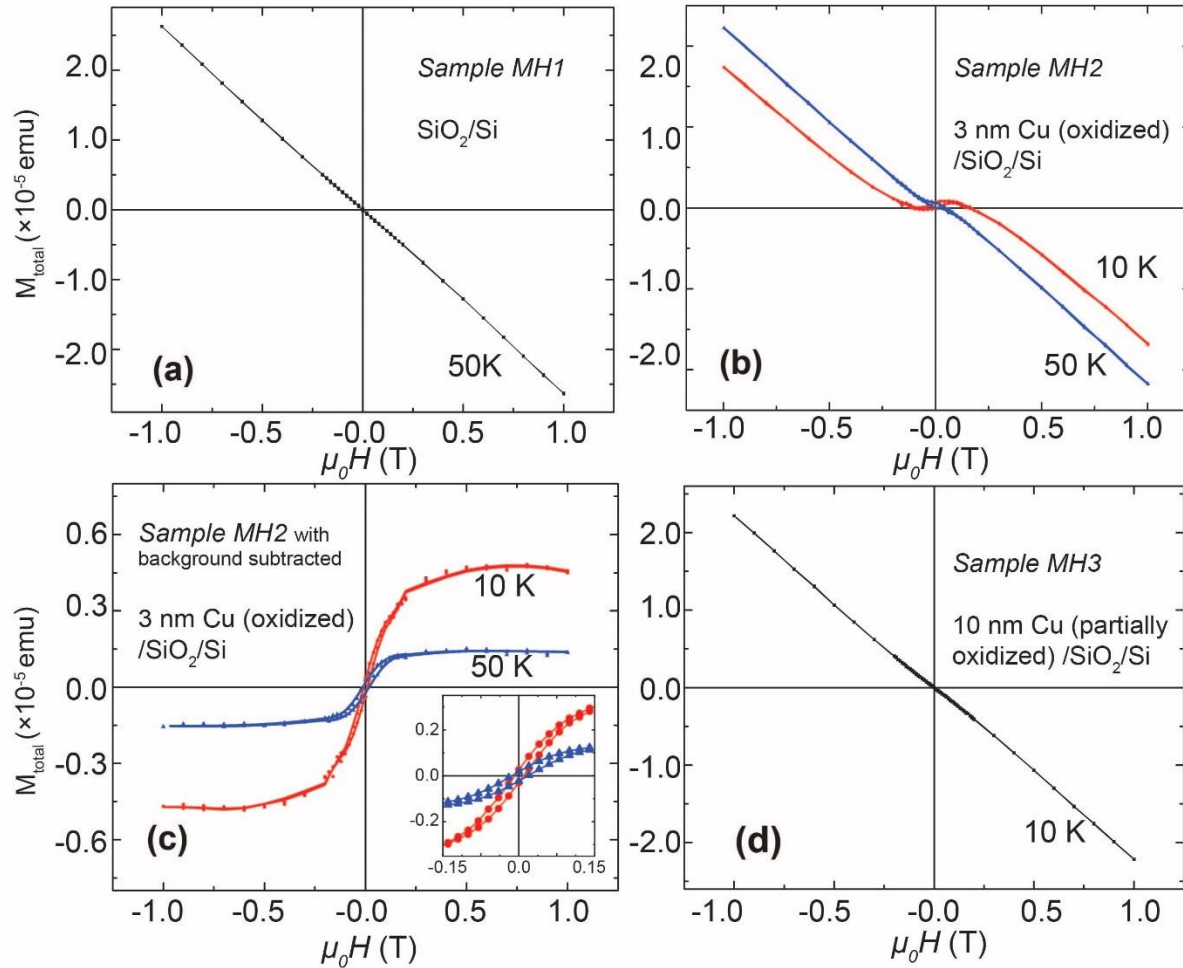 M_total (×10⁻⁵ emu)
2.0
1.0
0.0
-1.0
-2.0
Sample MH1
SiO₂/Si
(a)
50K
-1.0 -0.5 -0.0 0.5 1.0
μ₀H (T)
2.0
1.0
0.0
-1.0
-2.0
Sample MH2
3 nm Cu (oxidized)
/SiO₂/Si
10 K
50 K
(b)
-1.0 -0.5 -0.0 0.5 1.0
μ₀H (T)
M_total (×10⁻⁵ emu)
0.6
0.3
0.0
-0.3
-0.6
Sample MH2 with
background subtracted
3 nm Cu (oxidized)
/SiO₂/Si
10 K
50 K
0.2
0.0
-0.2
-0.15 0.0 0.15
(c)
-1.0 -0.5 0.0 0.5 1.0
μ₀H (T)
2.0
1.0
0.0
-1.0
-2.0
Sample MH3
10 nm Cu (partially
oxidized) /SiO₂/Si
10 K
(d)
-1.0 -0.5 -0.0 0.5 1.0
μ₀H (T)